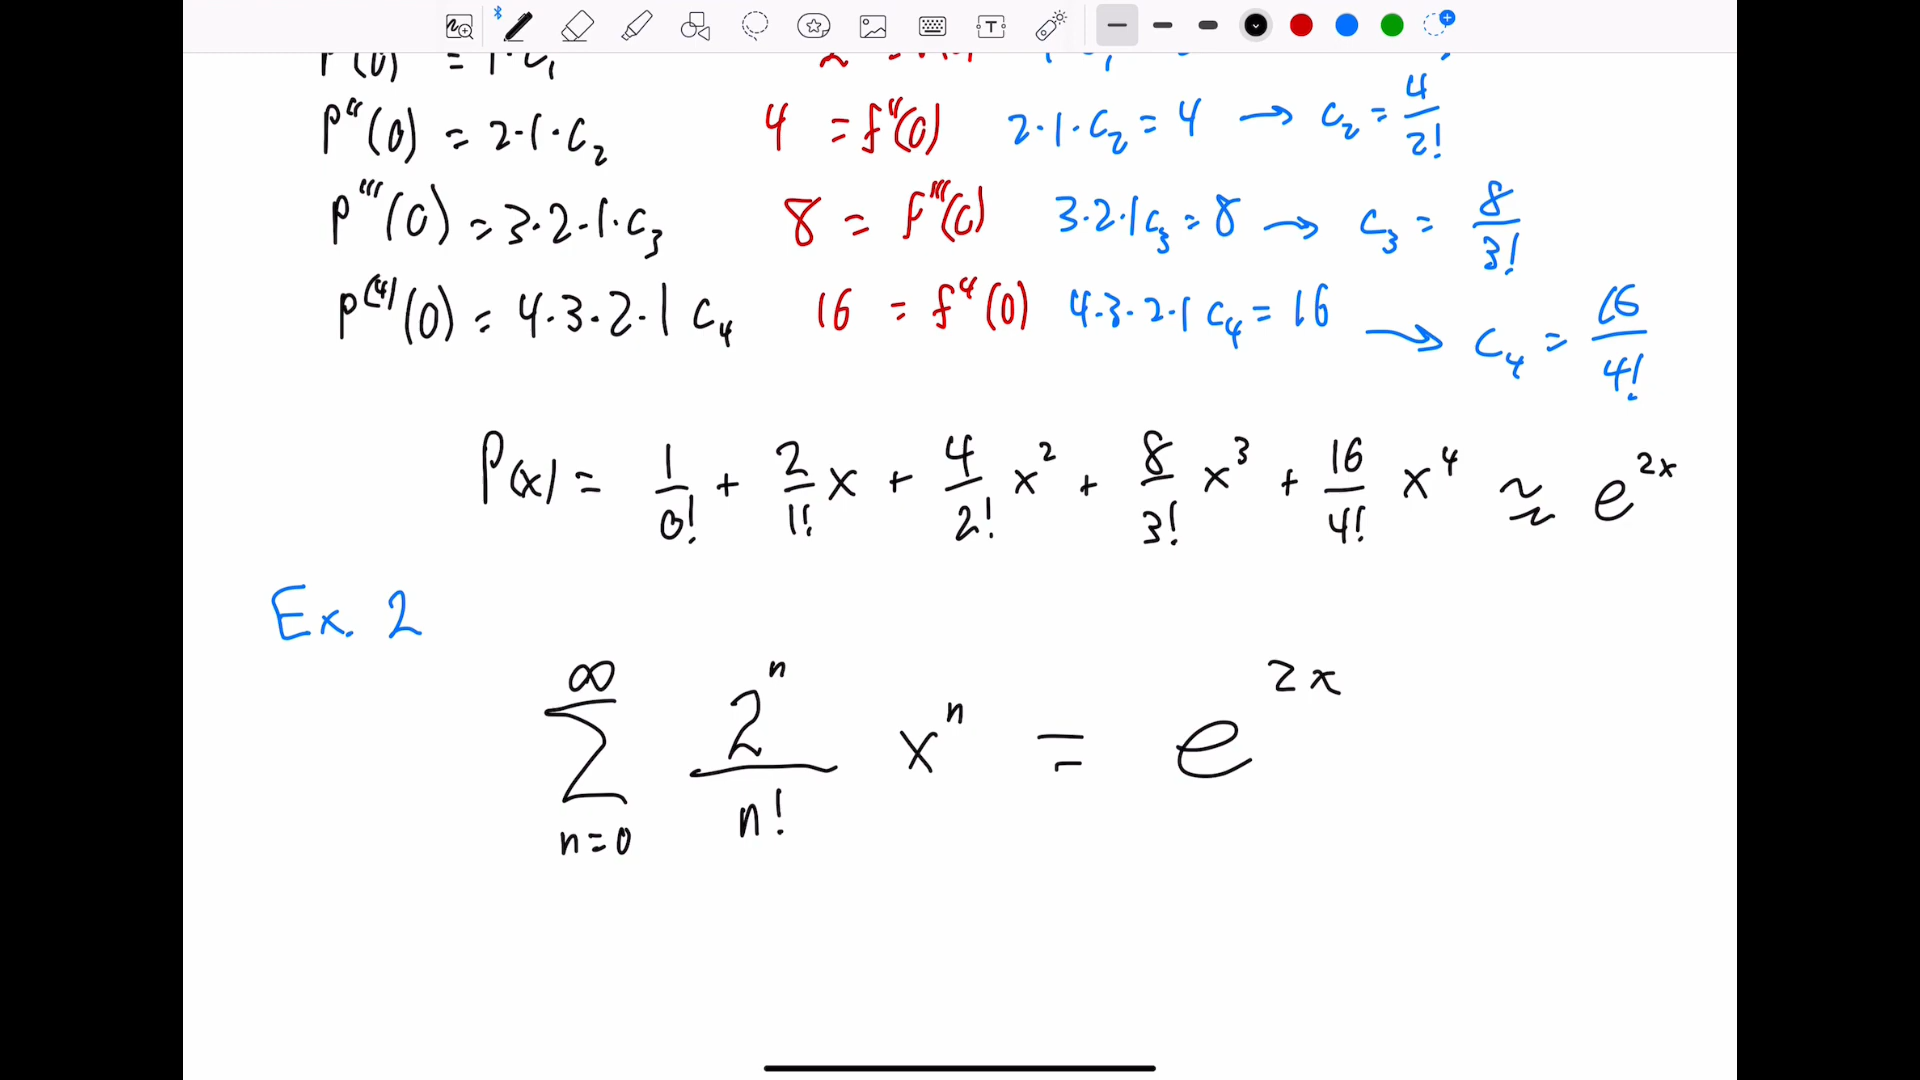 P'(0) = 1·c₁
P''(0) = 2·1·c₂ 4 = f''(0) 2·1·c₂ = 4 → c₂ = 4/2!
P'''(0) = 3·2·1·c₃ 8 = f'''(0) 3·2·1c₃ = 8 → c₃ = 8/3!
P⁽⁴⁾(0) = 4·3·2·1 c₄ 16 = f⁴(0) 4·3·2·1 c₄ = 16 → c₄ = 16/4!
P(x) = 1/0! + 2/1! x + 4/2! x² + 8/3! x³ + 16/4! x⁴ ≈ e^{2x}
Ex. 2
∑_{n=0}^{∞} 2ⁿ/n! xⁿ = e^{2x}